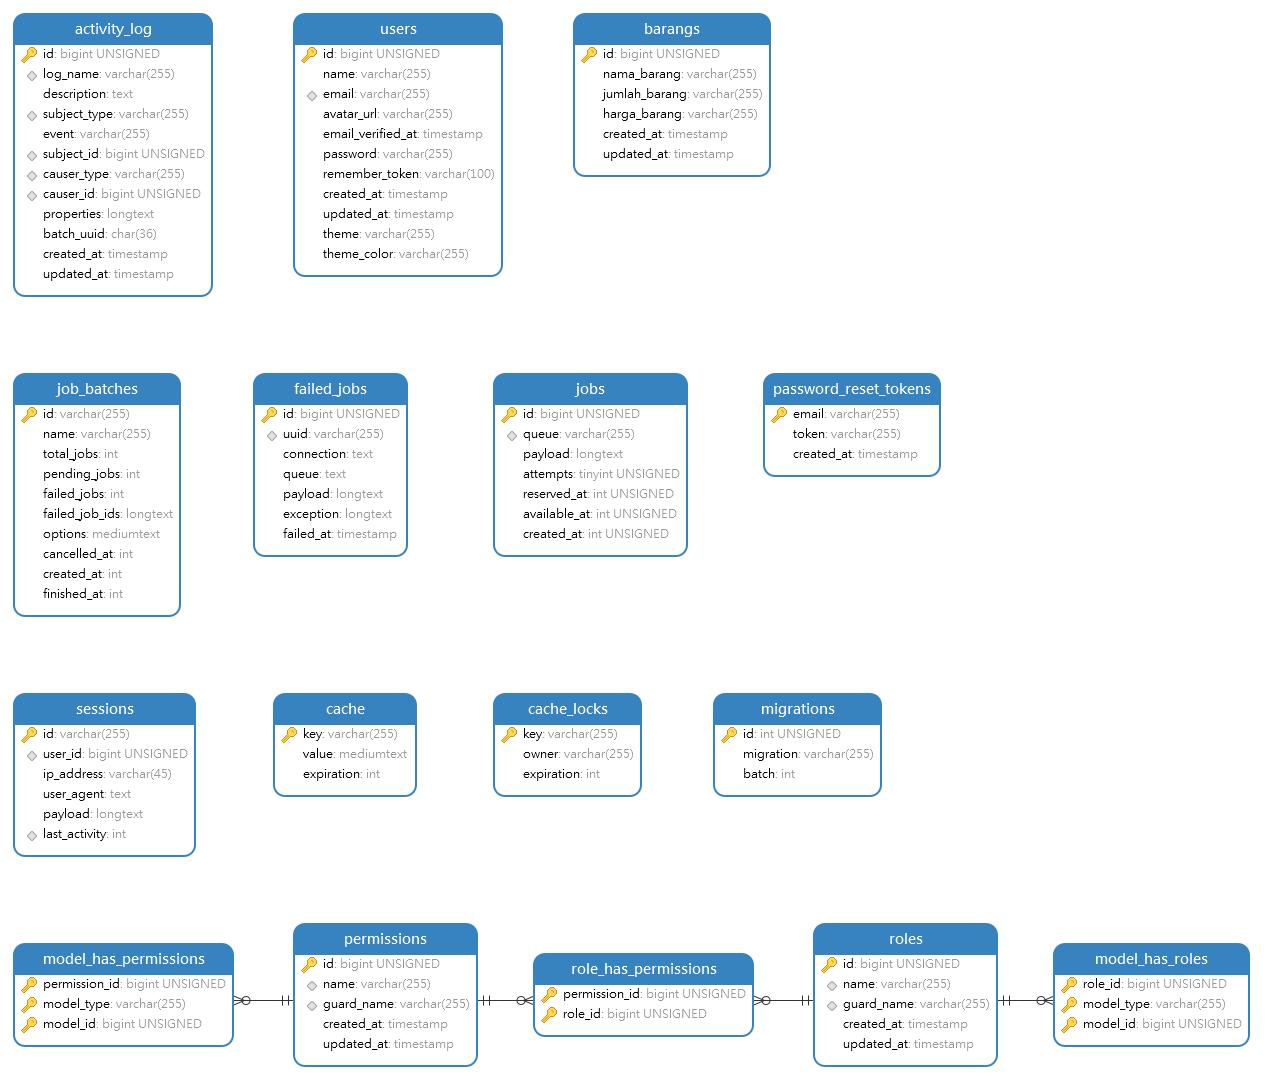 activity_log
id: bigint UNSIGNED
log_name: varchar(255)
description: text
subject_type: varchar(255)
event: varchar(255)
subject_id: bigint UNSIGNED
causer_type: varchar(255)
causer_id: bigint UNSIGNED
properties: longtext
batch_uuid: char(36)
created_at: timestamp
updated_at: timestamp
users
id: bigint UNSIGNED
name: varchar(255)
email: varchar(255)
avatar_url: varchar(255)
email_verified_at: timestamp
password: varchar(255)
remember_token: varchar(100)
created_at: timestamp
updated_at: timestamp
theme: varchar(255)
theme_color: varchar(255)
barangs
id: bigint UNSIGNED
nama_barang: varchar(255)
jumlah_barang: varchar(255)
harga_barang: varchar(255)
created_at: timestamp
updated_at: timestamp
job_batches
id: varchar(255)
name: varchar(255)
total_jobs: int
pending_jobs: int
failed_jobs: int
failed_job_ids: longtext
options: mediumtext
cancelled_at: int
created_at: int
finished_at: int
failed_jobs
id: bigint UNSIGNED
uuid: varchar(255)
connection: text
queue: text
payload: longtext
exception: longtext
failed_at: timestamp
jobs
id: bigint UNSIGNED
queue: varchar(255)
payload: longtext
attempts: tinyint UNSIGNED
reserved_at: int UNSIGNED
available_at: int UNSIGNED
created_at: int UNSIGNED
password_reset_tokens
email: varchar(255)
token: varchar(255)
created_at: timestamp
sessions
id: varchar(255)
user_id: bigint UNSIGNED
ip_address: varchar(45)
user_agent: text
payload: longtext
last_activity: int
cache
key: varchar(255)
value: mediumtext
expiration: int
cache_locks
key: varchar(255)
owner: varchar(255)
expiration: int
migrations
id: int UNSIGNED
migration: varchar(255)
batch: int
model_has_permissions
permission_id: bigint UNSIGNED
model_type: varchar(255)
model_id: bigint UNSIGNED
permissions
id: bigint UNSIGNED
name: varchar(255)
guard_name: varchar(255)
created_at: timestamp
updated_at: timestamp
role_has_permissions
permission_id: bigint UNSIGNED
role_id: bigint UNSIGNED
roles
id: bigint UNSIGNED
name: varchar(255)
guard_name: varchar(255)
created_at: timestamp
updated_at: timestamp
model_has_roles
role_id: bigint UNSIGNED
model_type: varchar(255)
model_id: bigint UNSIGNED